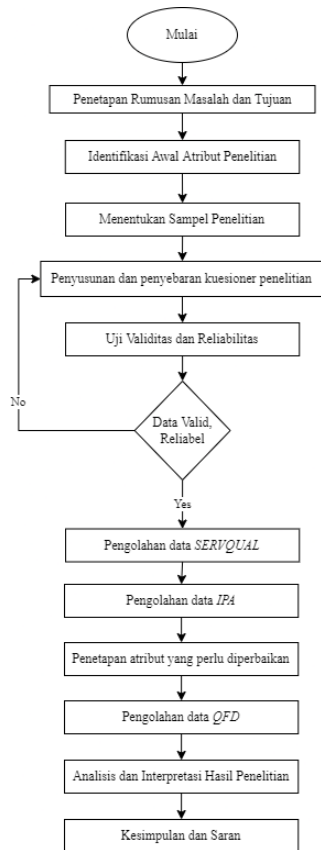 Mulai
Penetapan Rumusan Masalah dan Tujuan
Identifikasi Awal Atribut Penelitian
Menentukan Sampel Penelitian
Penyusunan dan penyebaran kuesioner penelitian
Uji Validitas dan Reliabilitas
Data Valid,
Reliabel
No
Yes
Pengolahan data SERVQUAL
Pengolahan data IPA
Penetapan atribut yang perlu diperbaikan
Pengolahan data QFD
Analisis dan Interpretasi Hasil Penelitian
Kesimpulan dan Saran